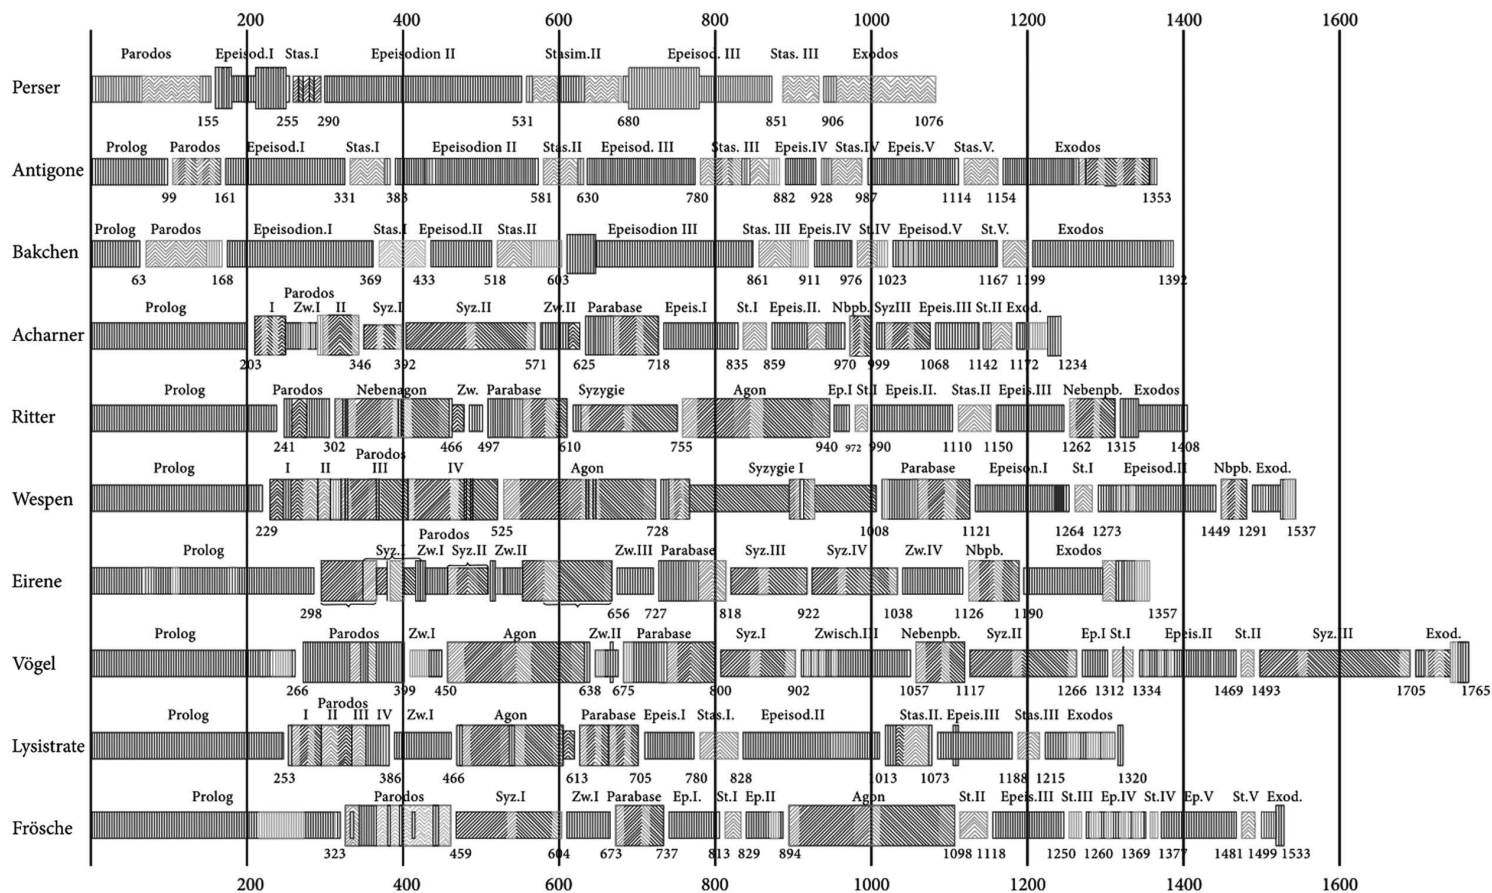 200 400 600 800 1000 1200 1400 1600
Parodos Epeisod.I Stas.I Epeisodion II Stasim.II Epeisod. III Stas. III Exodos
Perser
155 255 290 531 680 851 906 1076
Prolog Parodos Epeisod.I Stas.I Epeisodion II Stas.II Epeisod. III Stas. III Epeis.IV Stas.IV Epeis.V Stas.V. Exodos
Antigone
99 161 331 383 581 630 780 882 928 987 1114 1154 1353
Prolog Parodos Epeisodion.I Stas.I Epeisod.II Stas.II Epeisodion III Stas. III Epeis.IV St.IV Epeisod.V St.V. Exodos
Bakchen
63 168 369 433 518 603 861 911 976 1023 1167 1199 1392
Parodos
Prolog I Zw.I II Syz.I Syz.II Zw.II Parabase Epeis.I St.I Epeis.II. Nbpb. SyzIII Epeis.III St.II Exod.
Acharner
203 346 392 571 625 718 835 859 970 999 1068 1142 1172 1234
Prolog Parodos Nebenagon Zw. Parabase Syzygie Agon Ep.I St.I Epeis.II. Stas.II Epeis.III Nebenpb. Exodos
Ritter
241 302 466 497 610 755 940 972 990 1110 1150 1262 1315 1408
Parodos
Prolog I II III IV Agon Syzygie I Parabase Epeison.I St.I Epeisod.II Nbpb. Exod.
Wespen
229 525 728 1008 1121 1264 1273 1449 1291 1537
Parodos
Prolog Syz.I Zw.I Syz.II Zw.II Zw.III Parabase Syz.III Syz.IV Zw.IV Nbpb. Exodos
Eirene
298 656 727 818 922 1038 1126 1190 1357
Prolog Parodos Zw.I Agon Zw.II Parabase Syz.I Zwisch.III Nebenpb. Syz.II Ep.I St.I Epeis.II St.II Syz.III Exod.
Vögel
266 399 450 638 675 800 902 1057 1117 1266 1312 1334 1469 1493 1705 1765
Parodos
Prolog I II III IV Zw.I Agon Parabase Epeis.I Stas.I. Epeisod.II Stas.II. Epeis.III Stas.III Exodos
Lysistrate
253 386 466 613 705 780 828 1013 1073 1188 1215 1320
Prolog Parodos Syz.I Zw.I Parabase Ep.I. St.I Ep.II Agon St.II Epeis.III St.III Ep.IV St.IV Ep.V St.V Exod.
Frösche
323 459 604 673 737 813 829 894 1098 1118 1250 1260 1369 1377 1481 1499 1533
200 400 600 800 1000 1200 1400 1600